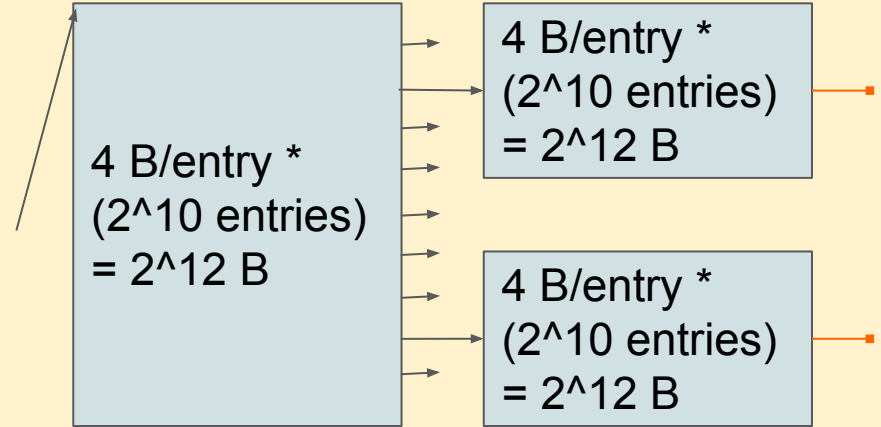 4 B/entry *
(2^10 entries)
= 2^12 B
4 B/entry *
(2^10 entries)
= 2^12 B
4 B/entry *
(2^10 entries)
= 2^12 B